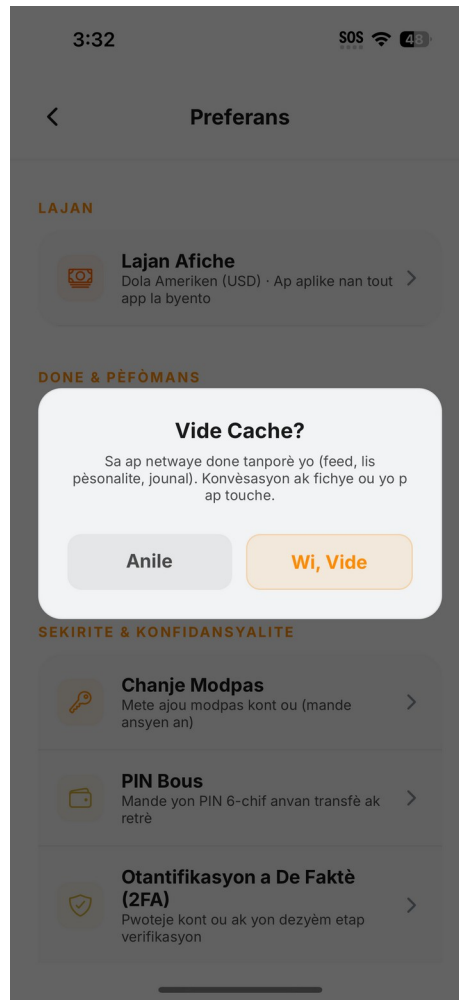 3:32
SOS
48
Preferans
LAJAN
Lajan Afiche
Dola Ameriken (USD) · Ap aplike nan tout
app la byento
DONE & PÈFÒMANS
Vide Cache?
Sa ap netwaye done tanporè yo (feed, lis
pèsonalite, jounal). Konvèsasyon ak fichye ou yo p
ap touche.
Anile
Wi, Vide
SEKIRITE & KONFIDANSYALITE
Chanje Modpas
Mete ajou modpas kont ou (mande
ansyen an)
PIN Bous
Mande yon PIN 6-chif anvan transfè ak
retrè
Otantifikasyon a De Faktè
(2FA)
Pwoteje kont ou ak yon dezyèm etap
verifikasyon